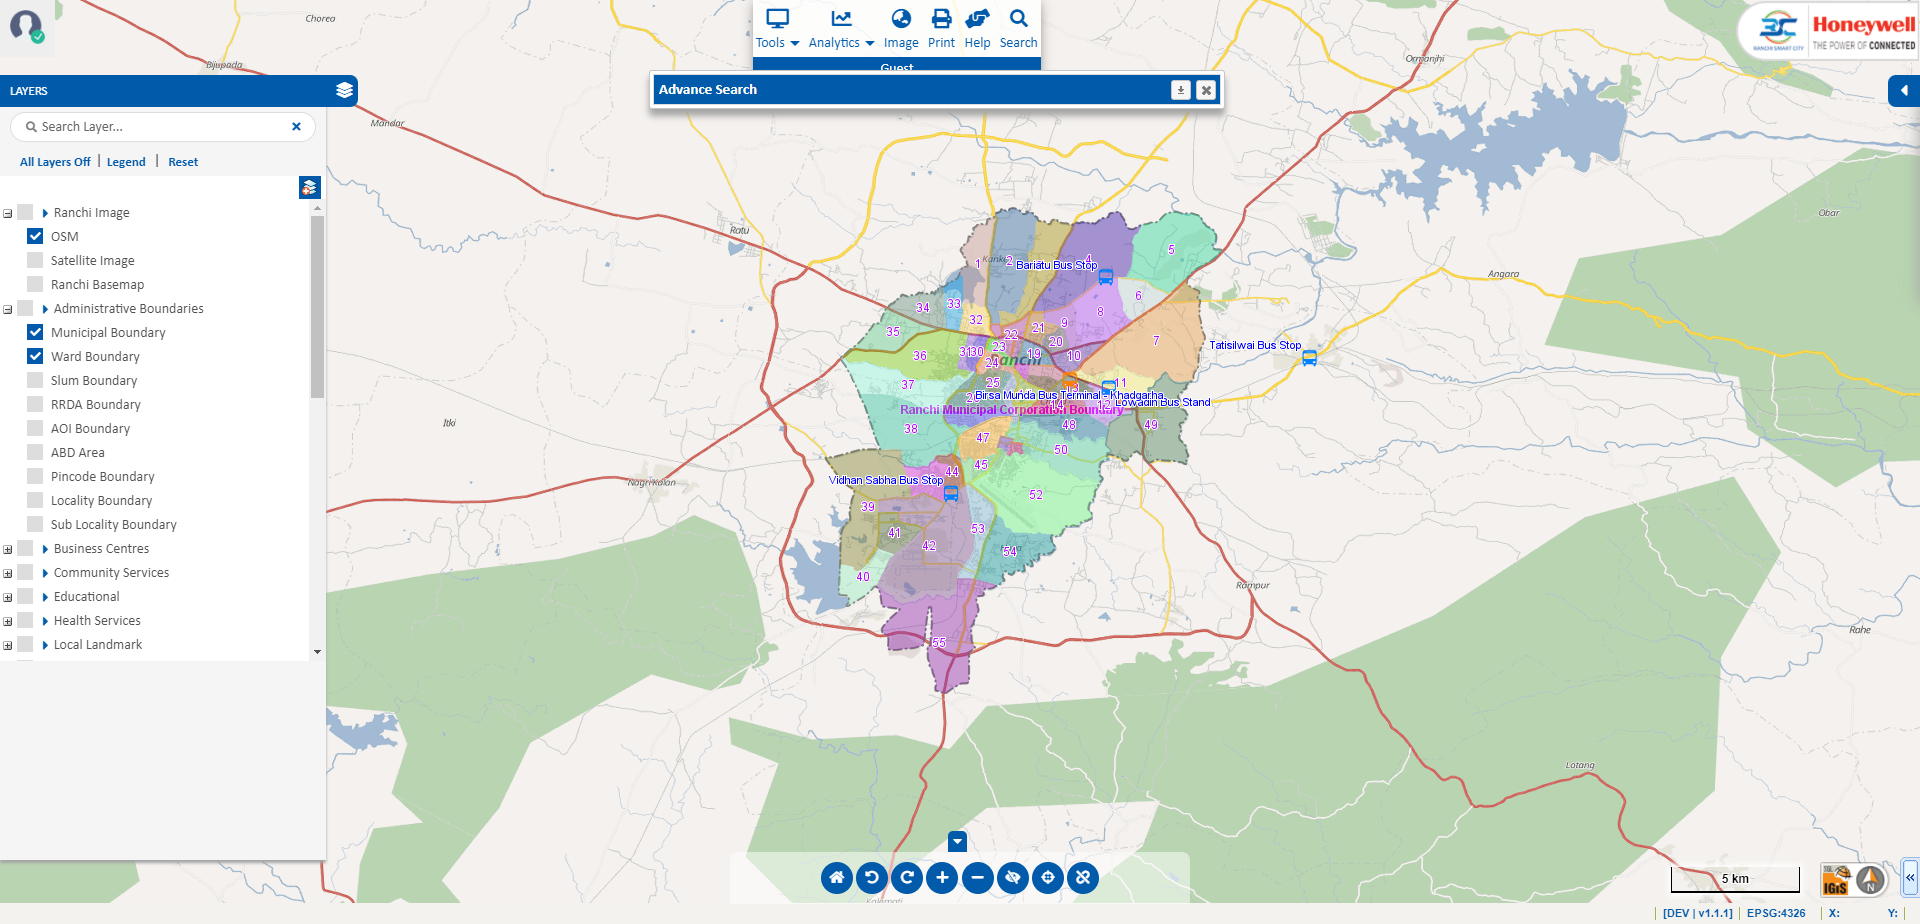 Tools
Analytics
Image
Print
Help
Search
Guest
Advance Search
RANCHI SMART CITY
Honeywell
THE POWER OF CONNECTED
LAYERS
Search Layer...
All Layers Off | Legend | Reset
Ranchi Image
OSM
Satellite Image
Ranchi Basemap
Administrative Boundaries
Municipal Boundary
Ward Boundary
Slum Boundary
RRDA Boundary
AOI Boundary
ABD Area
Pincode Boundary
Locality Boundary
Sub Locality Boundary
Business Centres
Community Services
Educational
Health Services
Local Landmark
Chorea
Bjupada
Ormanjhi
Mandar
Ratu
Obar
Angara
Itki
Nagri Kalan
Rampur
Rahe
Lotang
Kalamati
1
2
4
5
Bariatu Bus Stop
6
34
33
32
35
22
21
9
8
7
36
31
30
23
20
19
10
Ranchi
24
Tatisilwai Bus Stop
37
25
11
Birsa Munda Bus Terminal - Khadgarha
14
12
Lowadih Bus Stand
Ranchi Municipal Corporation Boundary
38
48
49
47
50
45
44
Vidhan Sabha Bus Stop
52
39
41
53
42
54
40
55
5 km
IGiS
N
[DEV | v1.1.1]
EPSG:4326
X:
Y: